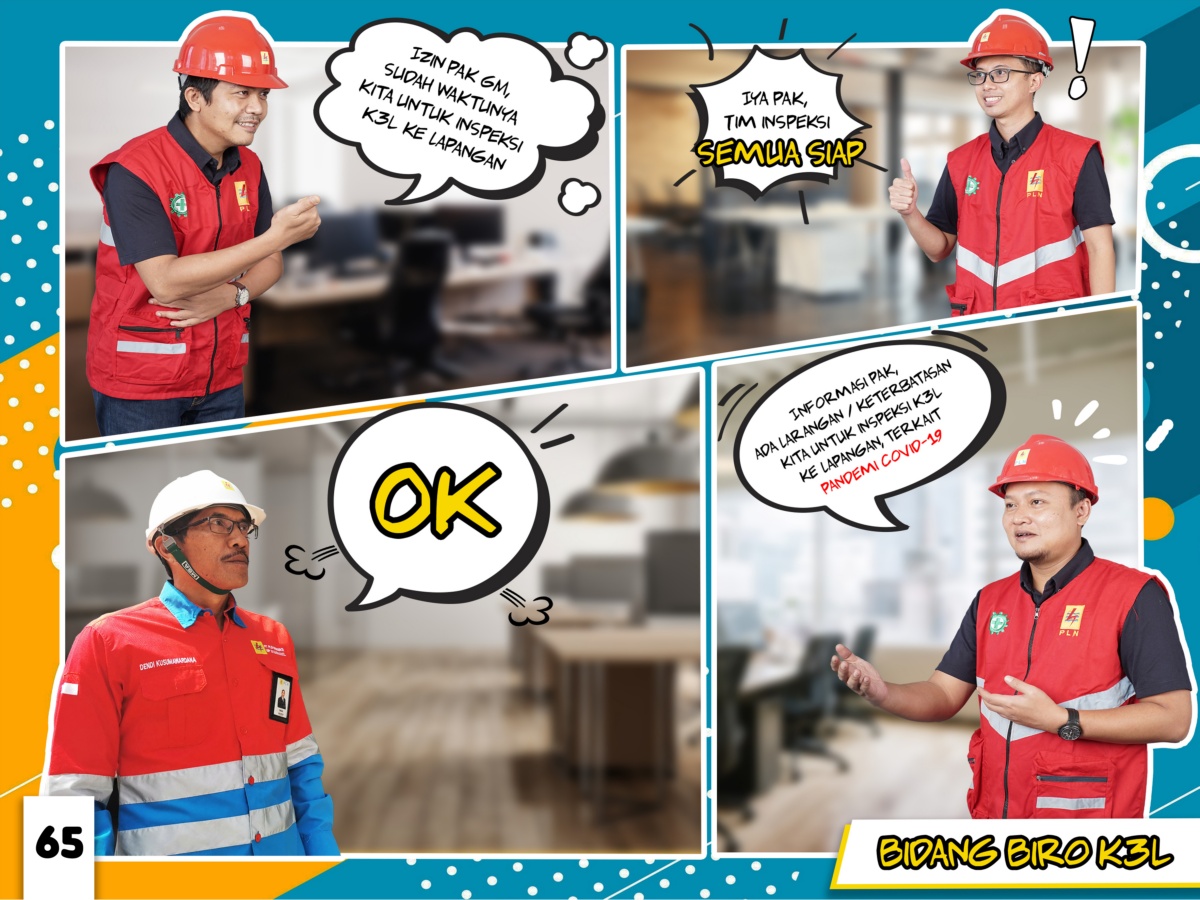 IZIN PAK GM,
SUDAH WAKTUNYA
KITA UNTUK INSPEKSI
K3L KE LAPANGAN
IYA PAK,
TIM INSPEKSI
SEMUA SIAP
!
PLN
PLN
OK
DENDI KUSUMAWARDANA
INFORMASI PAK,
ADA LARANGAN / KETERBATASAN
KITA UNTUK INSPEKSI K3L
KE LAPANGAN, TERKAIT
PANDEMI COVID-19
PLN
65
BIDANG BIRO K3L